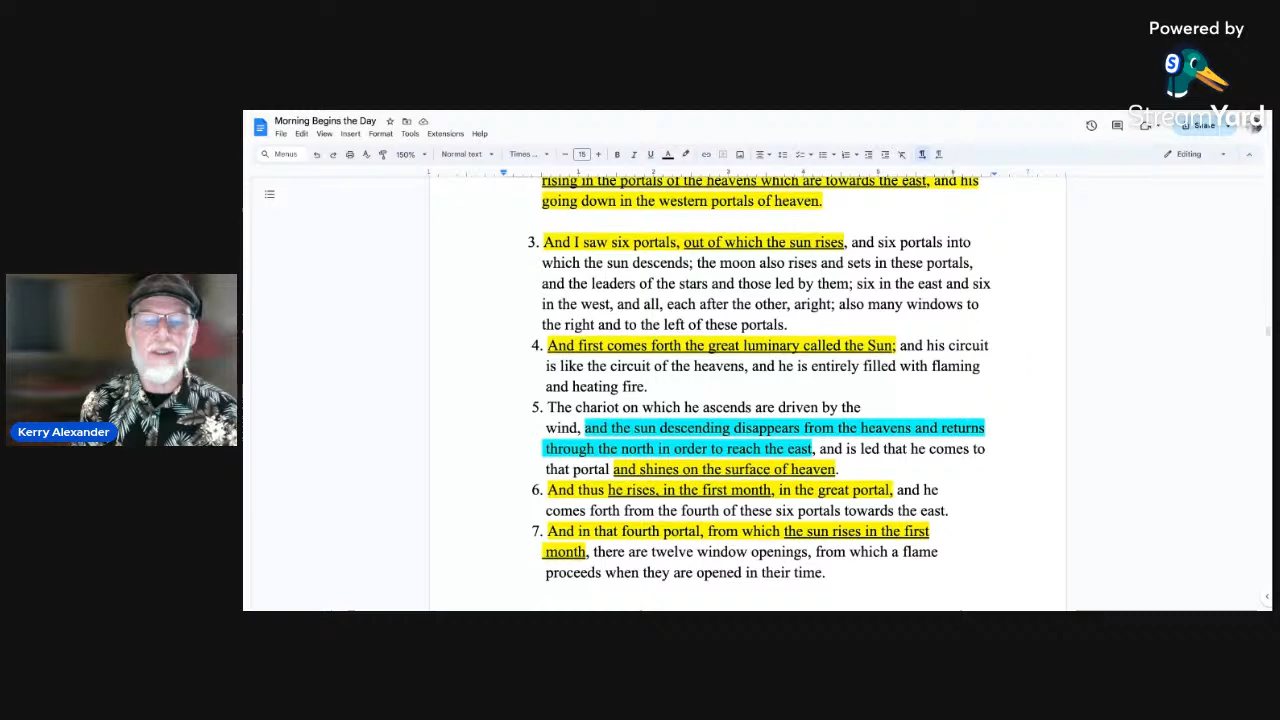 Powered by
S
StreamYard
Morning Begins the Day
File Edit View Insert Format Tools Extensions Help
Share
Menus 150% Normal text Times ... 15 B I U A Editing
1 1 2 3 4 5 6 7
rising in the portals of the heavens which are towards the east, and his
going down in the western portals of heaven.
3. And I saw six portals, out of which the sun rises, and six portals into
which the sun descends; the moon also rises and sets in these portals,
and the leaders of the stars and those led by them; six in the east and six
in the west, and all, each after the other, aright; also many windows to
the right and to the left of these portals.
4. And first comes forth the great luminary called the Sun; and his circuit
is like the circuit of the heavens, and he is entirely filled with flaming
and heating fire.
5. The chariot on which he ascends are driven by the
wind, and the sun descending disappears from the heavens and returns
through the north in order to reach the east, and is led that he comes to
that portal and shines on the surface of heaven.
6. And thus he rises, in the first month, in the great portal, and he
comes forth from the fourth of these six portals towards the east.
7. And in that fourth portal, from which the sun rises in the first
month, there are twelve window openings, from which a flame
proceeds when they are opened in their time.
Kerry Alexander